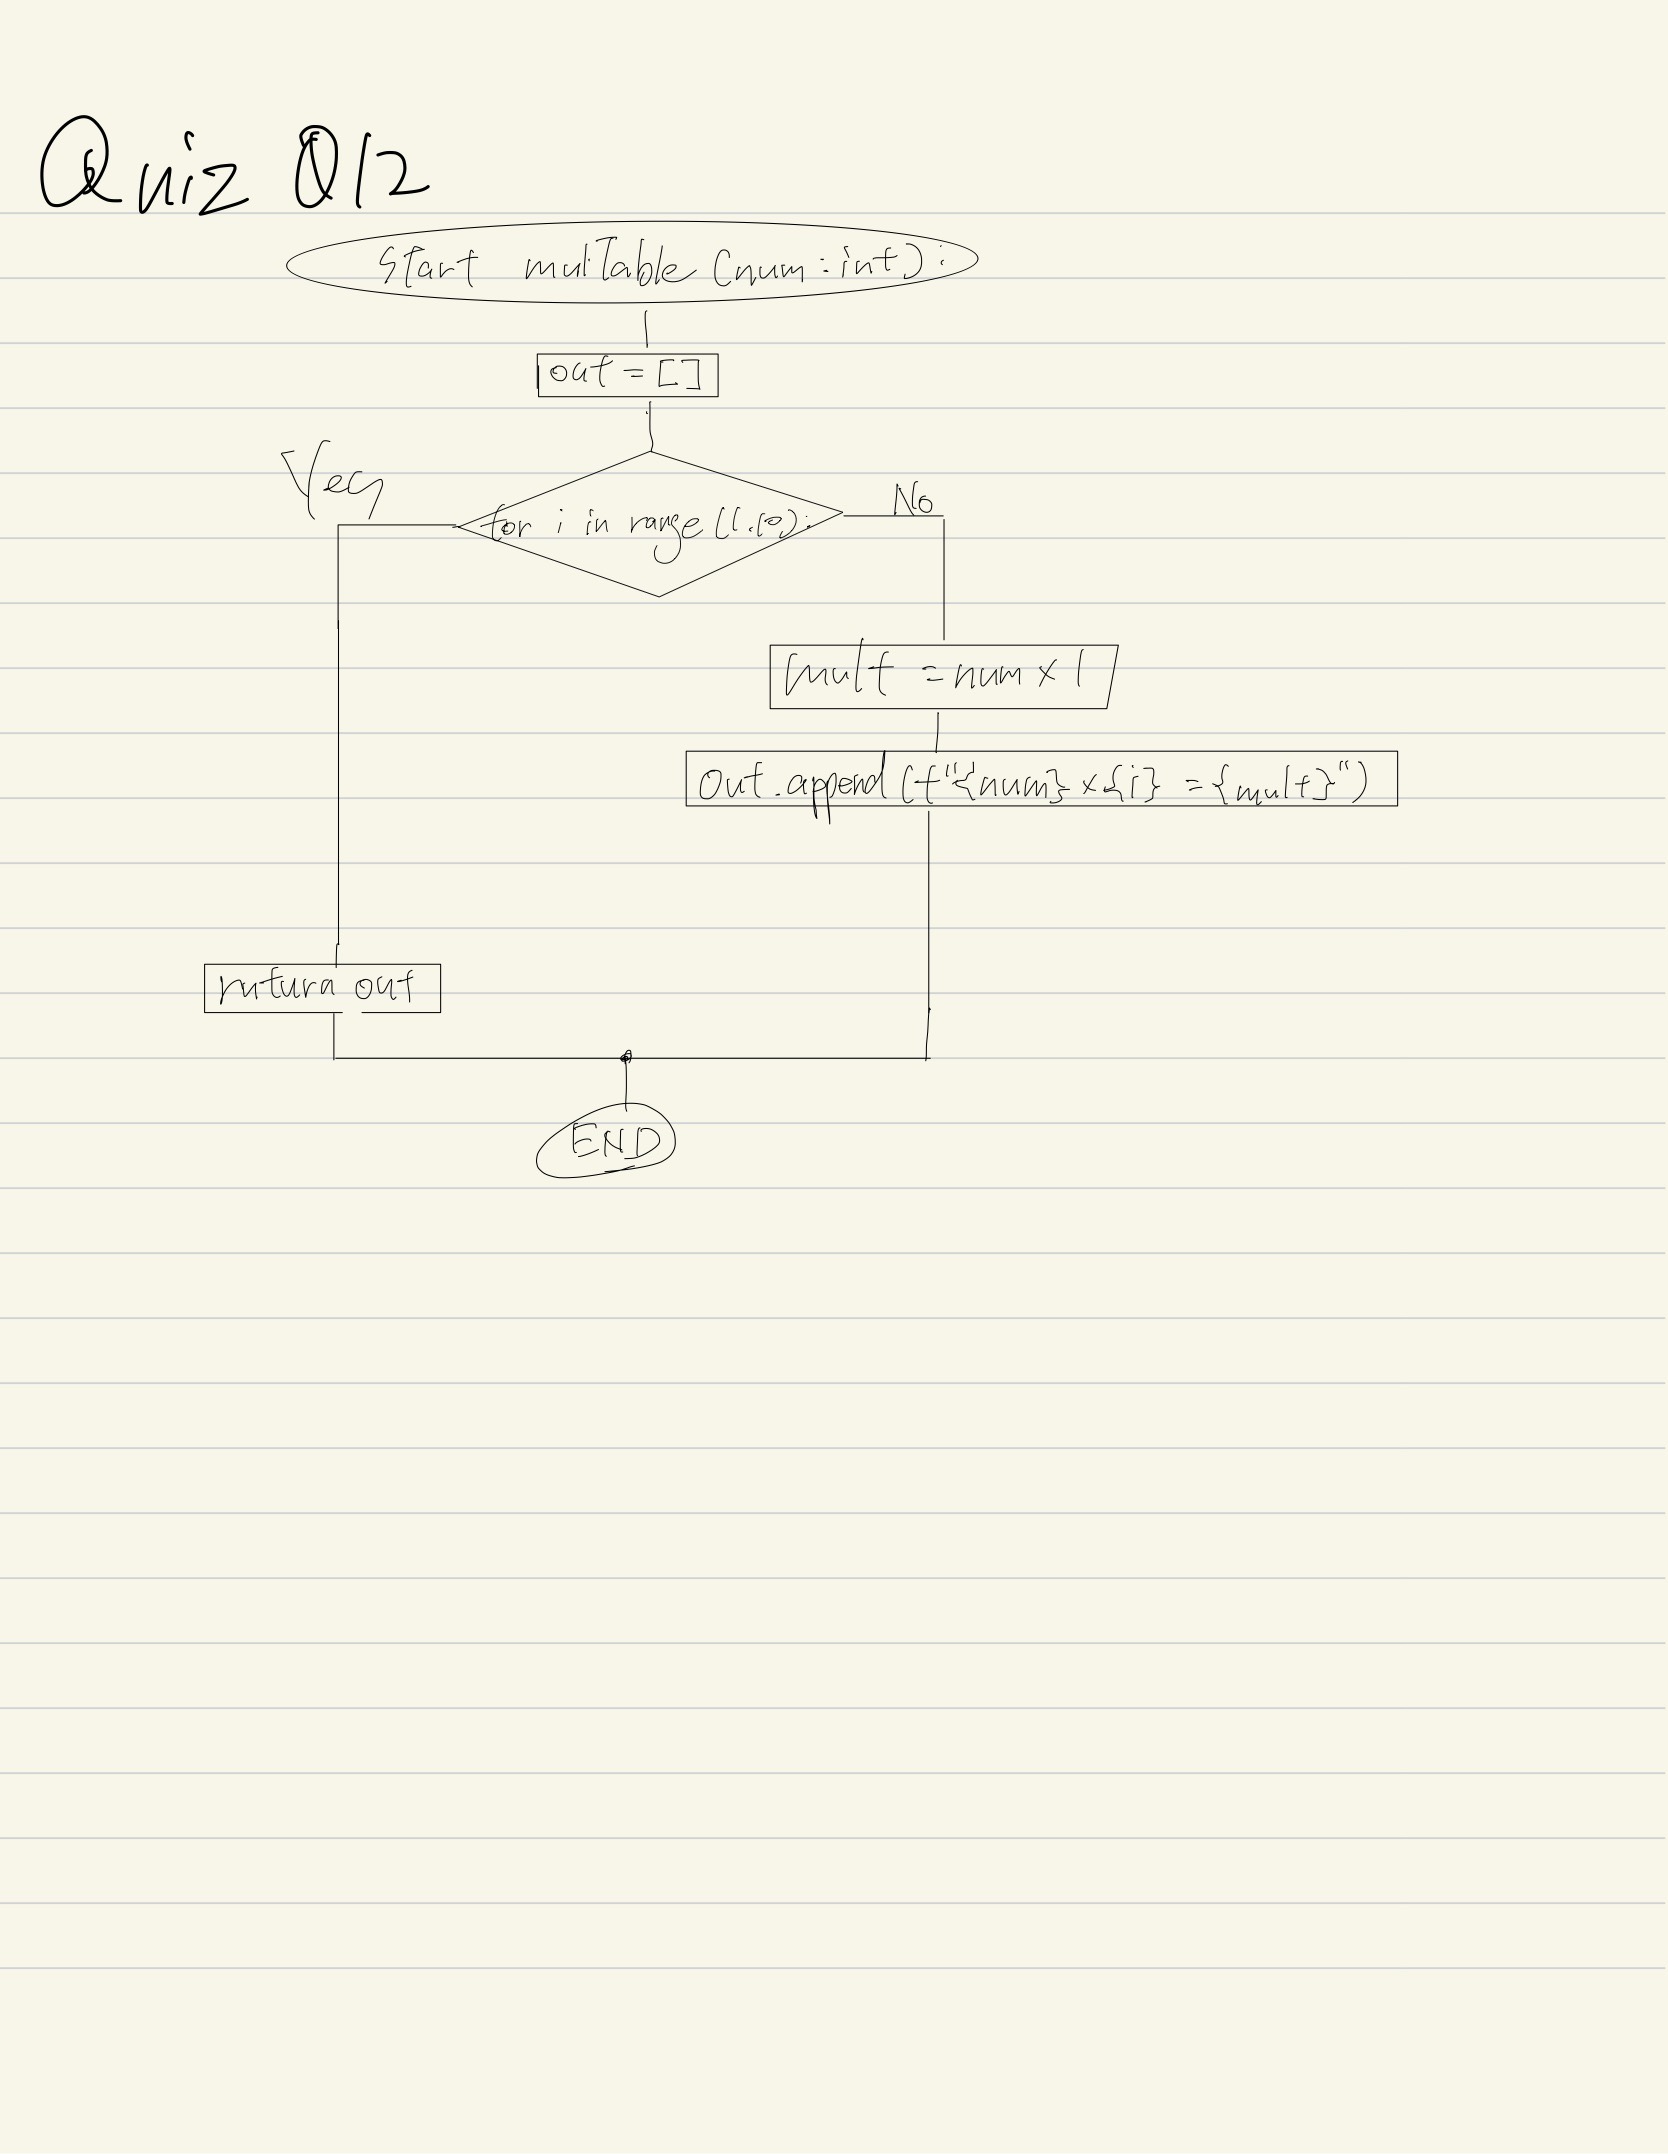 Quiz 012
Start mulTable (num:int):
out = []
Yes
No
for i in range (1.10):
mult = num x 1
out.append (f"{num} x {i} = {mult}")
ruturn out
END